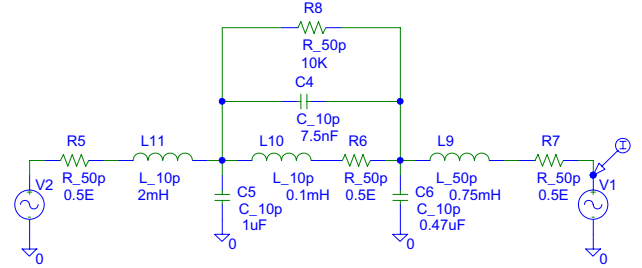 R8
R_50p
10K
C4
C_10p
7.5nF
R5
L11
L10
R6
L9
R7
I
V2
R_50p
0.5E
L_10p
2mH
C5
C_10p
1uF
L_10p
0.1mH
R_50p
0.5E
C6
C_10p
0.47uF
L_50p
0.75mH
R_50p
0.5E
V1
0
0
0
0